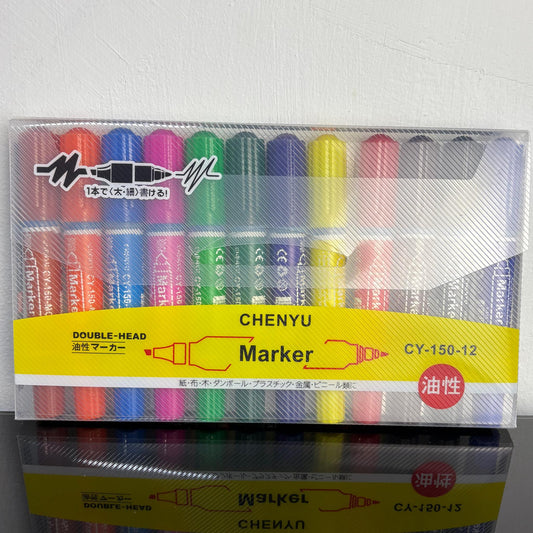 1本で〈太・細〉書ける!
CHENYU
DOUBLE-HEAD
油性マーカー
Marker
CY-150-12
紙・布・木・ダンボール・プラスチック・金属・ビニール類に
油性